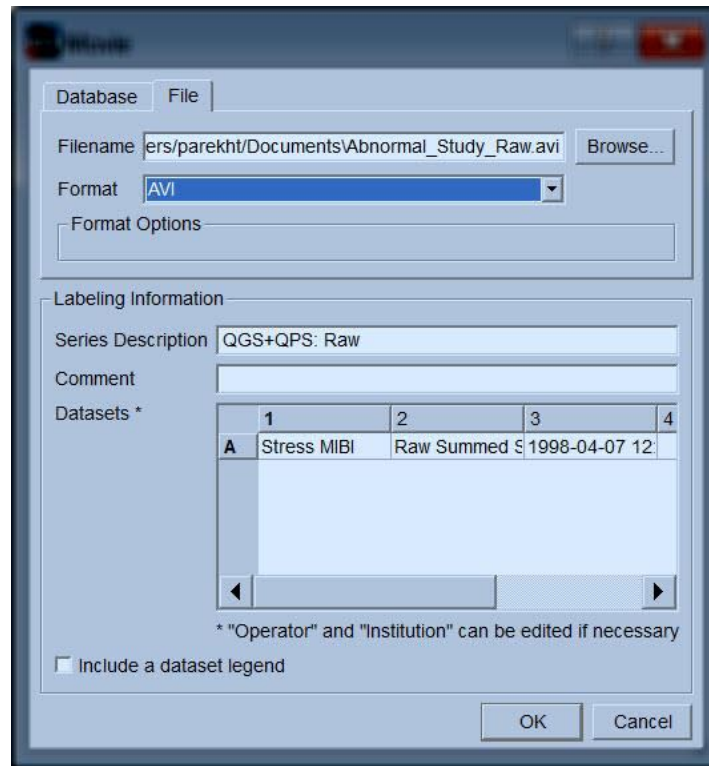 Movie
Database File
Filename ers/parekht/Documents\Abnormal_Study_Raw.avi Browse...
Format AVI
Format Options
Labeling Information
Series Description QGS+QPS: Raw
Comment
Datasets *
1 2 3 4
A Stress MIBI Raw Summed S 1998-04-07 12:
* "Operator" and "Institution" can be edited if necessary
Include a dataset legend
OK Cancel